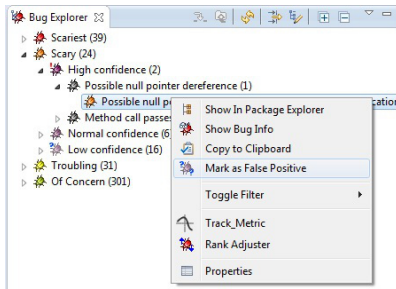 Bug Explorer
Scariest (39)
Scary (24)
High confidence (2)
Possible null pointer dereference (1)
Possible null
Method call passes
Normal confidence (6
Low confidence (16)
Troubling (31)
Of Concern (301)
Show In Package Explorer
Show Bug Info
Copy to Clipboard
Mark as False Positive
Toggle Filter
Track_Metric
Rank Adjuster
Properties